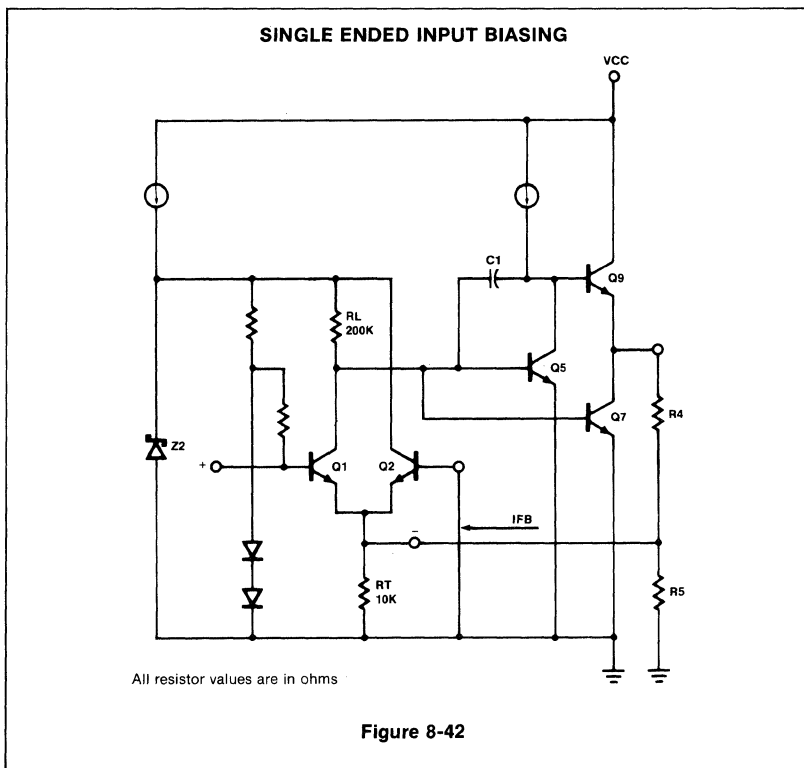 SINGLE ENDED INPUT BIASING
VCC
C1
Q9
RL
200K
Q5
Q7
R4
Z2
+
Q1
Q2
IFB
−
RT
10K
R5
All resistor values are in ohms
Figure 8-42